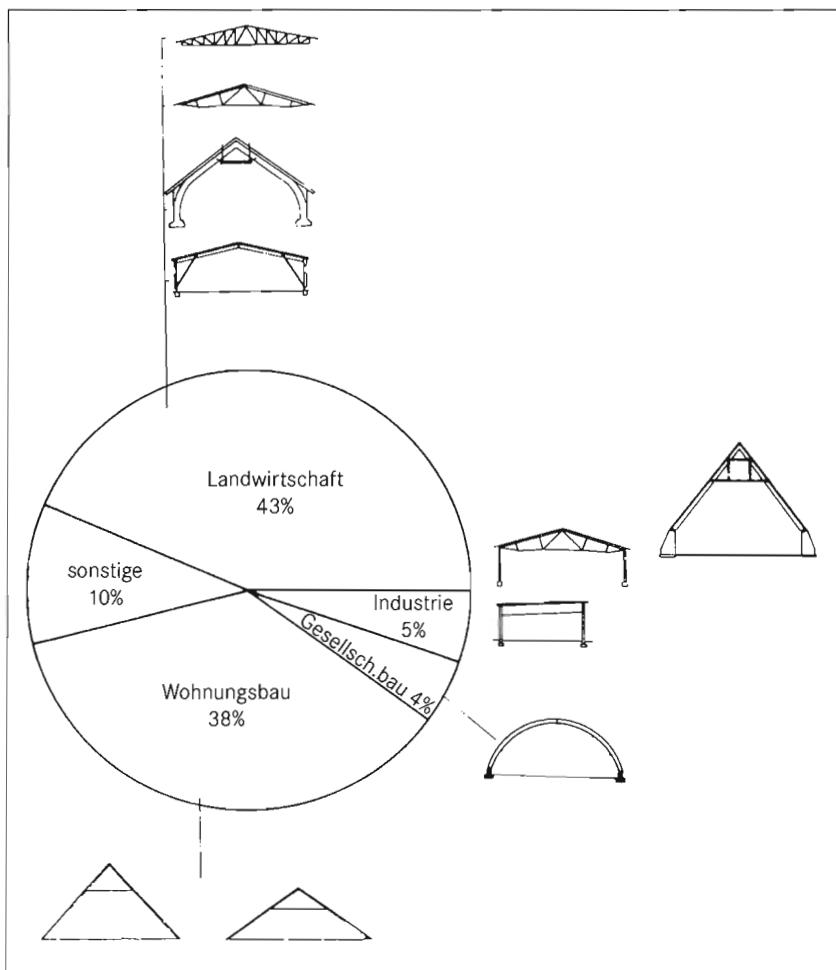 Landwirtschaft
43%
sonstige
10%
Industrie
5%
Gesellsch.bau 4%
Wohnungsbau
38%